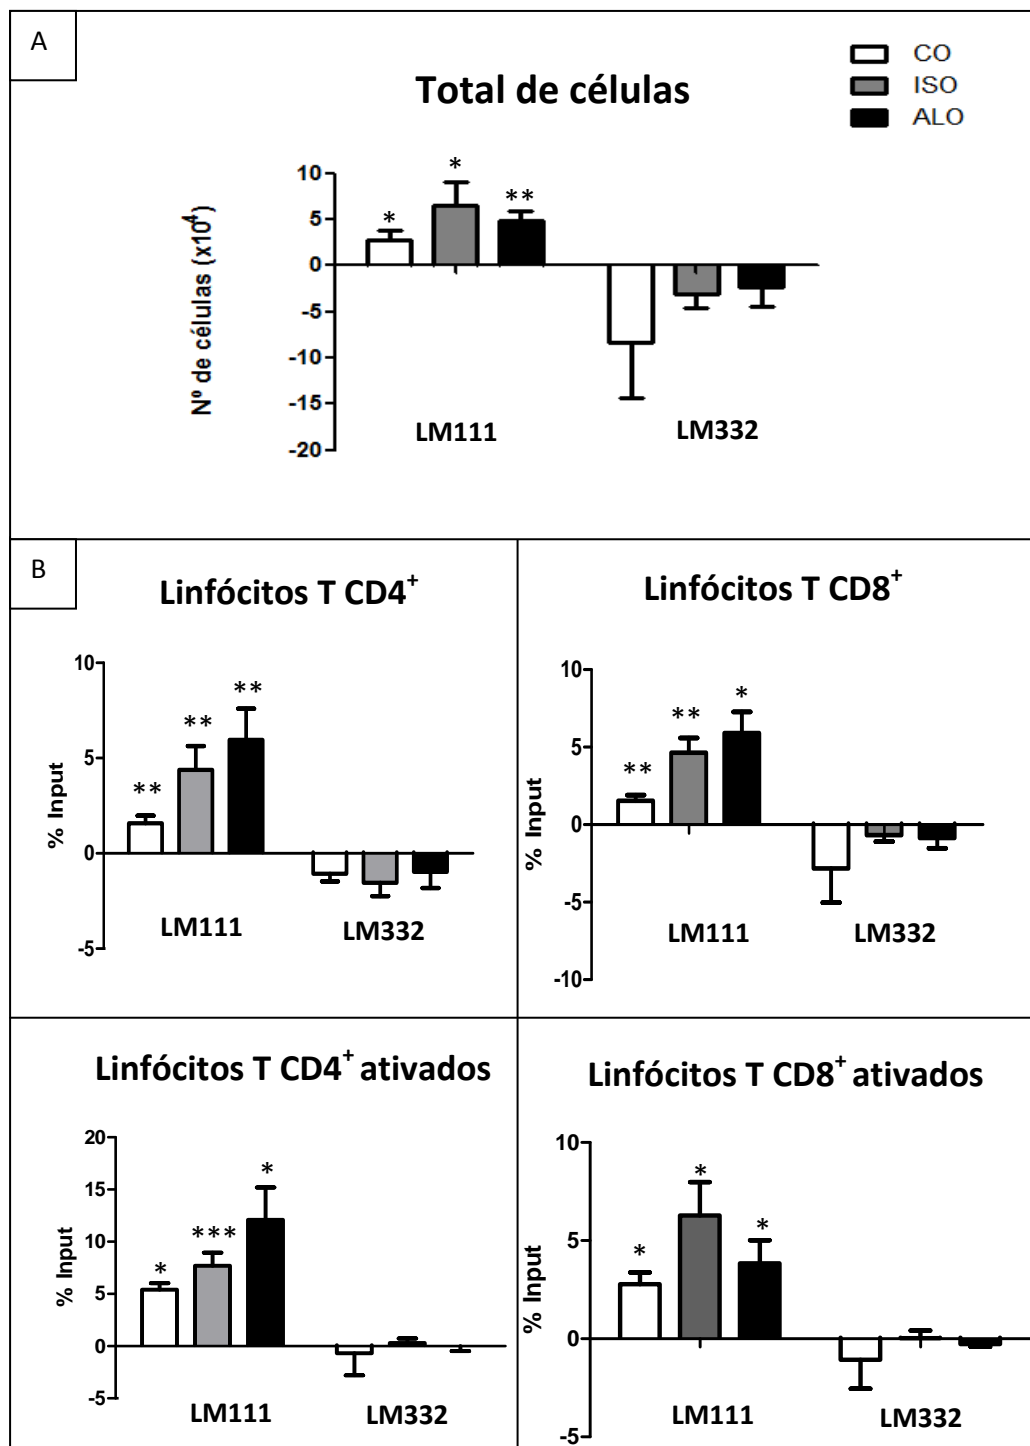 A
CO
ISO
ALO
Total de células
Nº de células (x10⁴)
10
5
0
-5
-10
-15
-20
*
*
**
LM111
LM332
B
Linfócitos T CD4⁺
% Input
10
5
0
-5
**
**
**
LM111
LM332
Linfócitos T CD8⁺
% Input
10
5
0
-5
-10
**
**
*
LM111
LM332
Linfócitos T CD4⁺ ativados
% Input
20
15
10
5
0
-5
*
***
*
LM111
LM332
Linfócitos T CD8⁺ ativados
% Input
10
5
0
-5
*
*
*
LM111
LM332